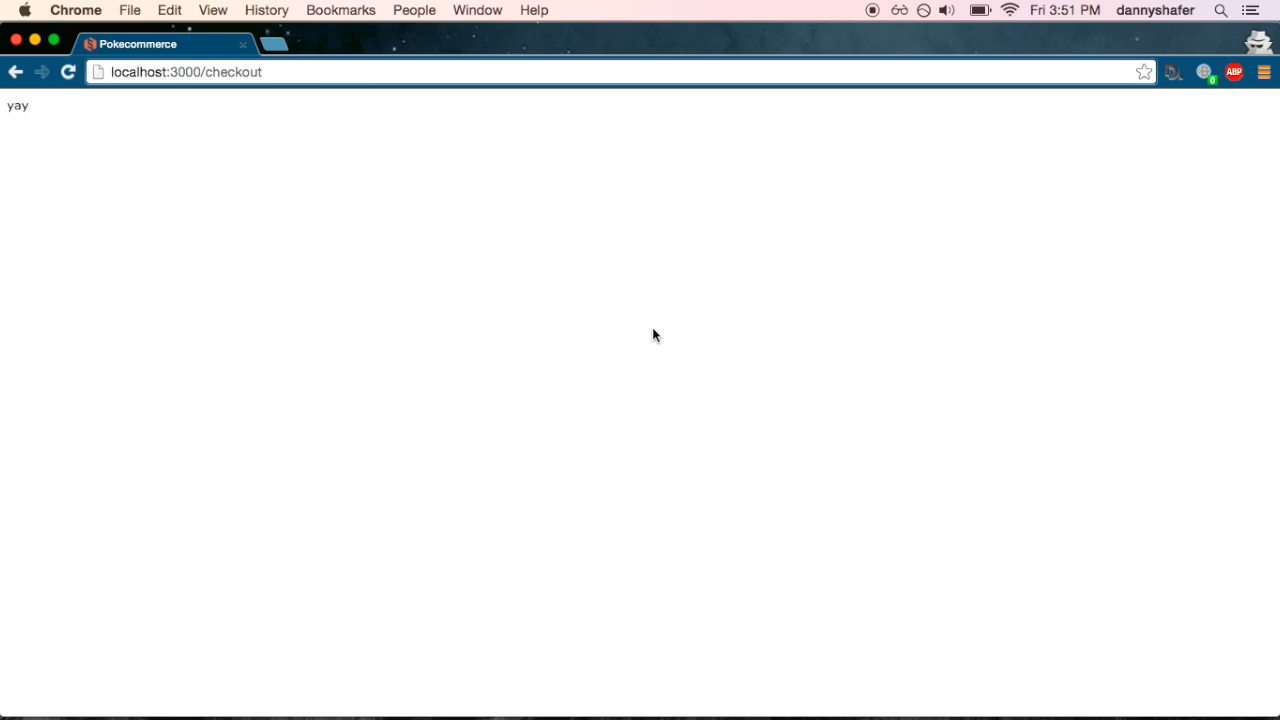 Chrome File Edit View History Bookmarks People Window Help Fri 3:51 PM dannyshafer
Pokecommerce
localhost:3000/checkout ABP
0
yay